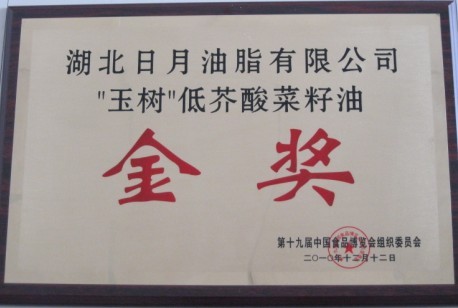 湖北日月油脂有限公司
"玉树"低芥酸菜籽油
金奖
第十九届中国食品博览会组织委员会
二〇一〇年十二月十二日